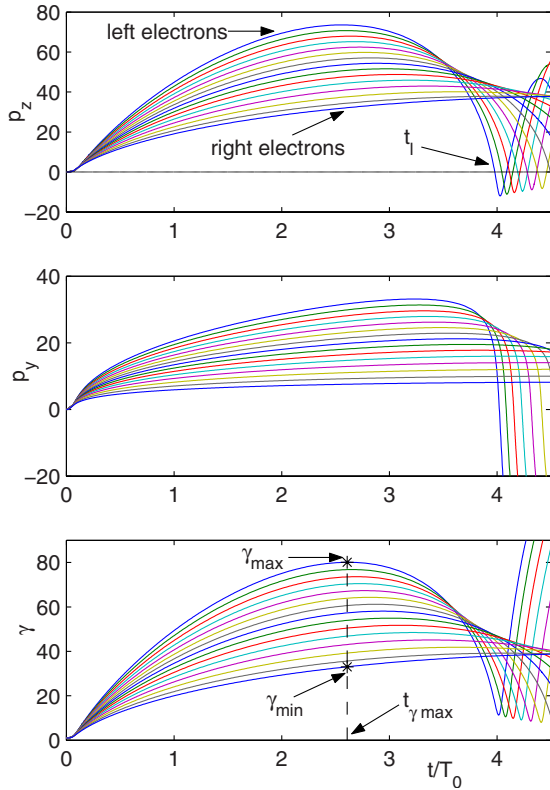 80
60
40
20
0
−20
p_z
left electrons
right electrons
t_l
0 1 2 3 4
40
20
0
−20
p_y
0 1 2 3 4
80
60
40
20
0
γ
γ_max
γ_min
t_γ max
0 1 2 3 4
t/T_0